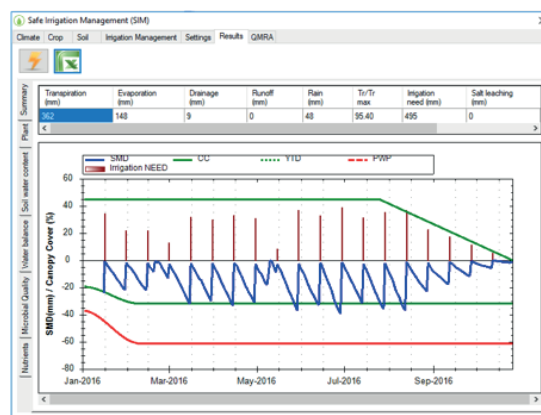 Safe Irrigation Management (SIM)
Climate Crop Soil Irrigation Management Settings Results QMRA
Transpiration (mm) Evaporation (mm) Drainage (mm) Runoff (mm) Rain (mm) Tr/Tr max Irrigation need (mm) Salt leaching (mm)
362 148 9 0 48 95.40 495 0
Summary
Plant
Soil water content
Water balance
Microbial Quality
Nutrients
SMD CC YTD PWP
Irrigation NEED
SMD(mm) / Canopy Cover (%)
60
40
20
0
-20
-40
-60
-80
Jan-2016 Mar-2016 May-2016 Jul-2016 Sep-2016